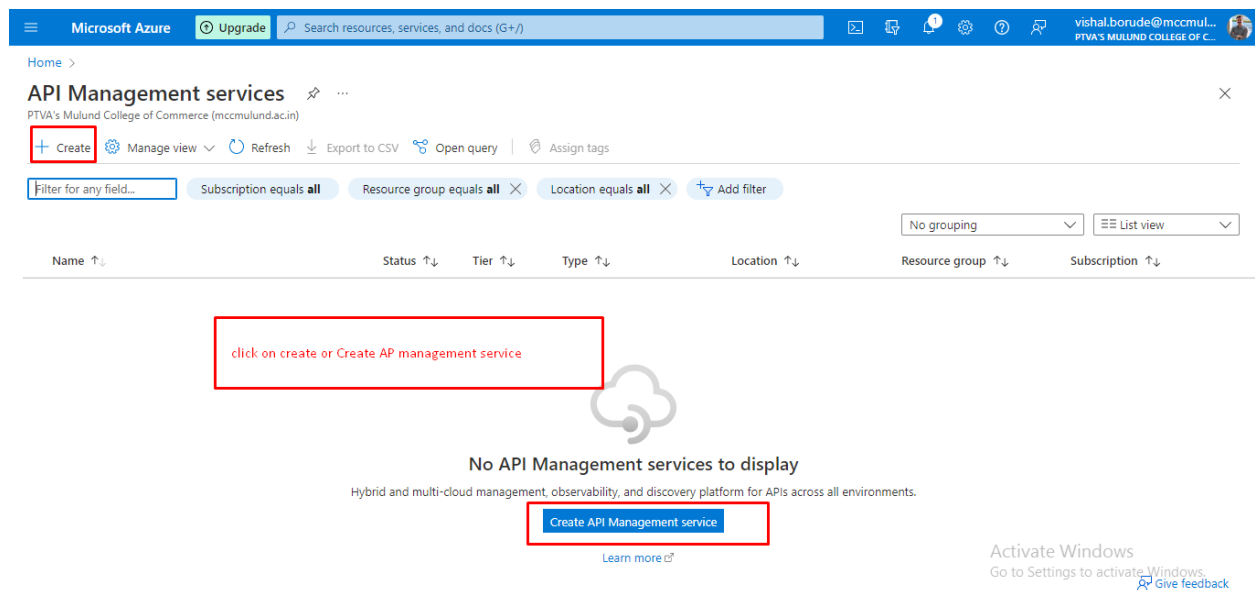 Microsoft Azure Upgrade Search resources, services, and docs (G+/) 1 vishal.borude@mccmul...
PTVA'S MULUND COLLEGE OF C...
Home >
API Management services ...
PTVA's Mulund College of Commerce (mccmulund.ac.in)
+ Create Manage view Refresh Export to CSV Open query Assign tags
Filter for any field... Subscription equals all Resource group equals all Location equals all Add filter
No grouping List view
Name ↑↓ Status ↑↓ Tier ↑↓ Type ↑↓ Location ↑↓ Resource group ↑↓ Subscription ↑↓
click on create or Create AP management service
No API Management services to display
Hybrid and multi-cloud management, observability, and discovery platform for APIs across all environments.
Create API Management service
Learn more
Activate Windows
Go to Settings to activate Windows.
Give feedback